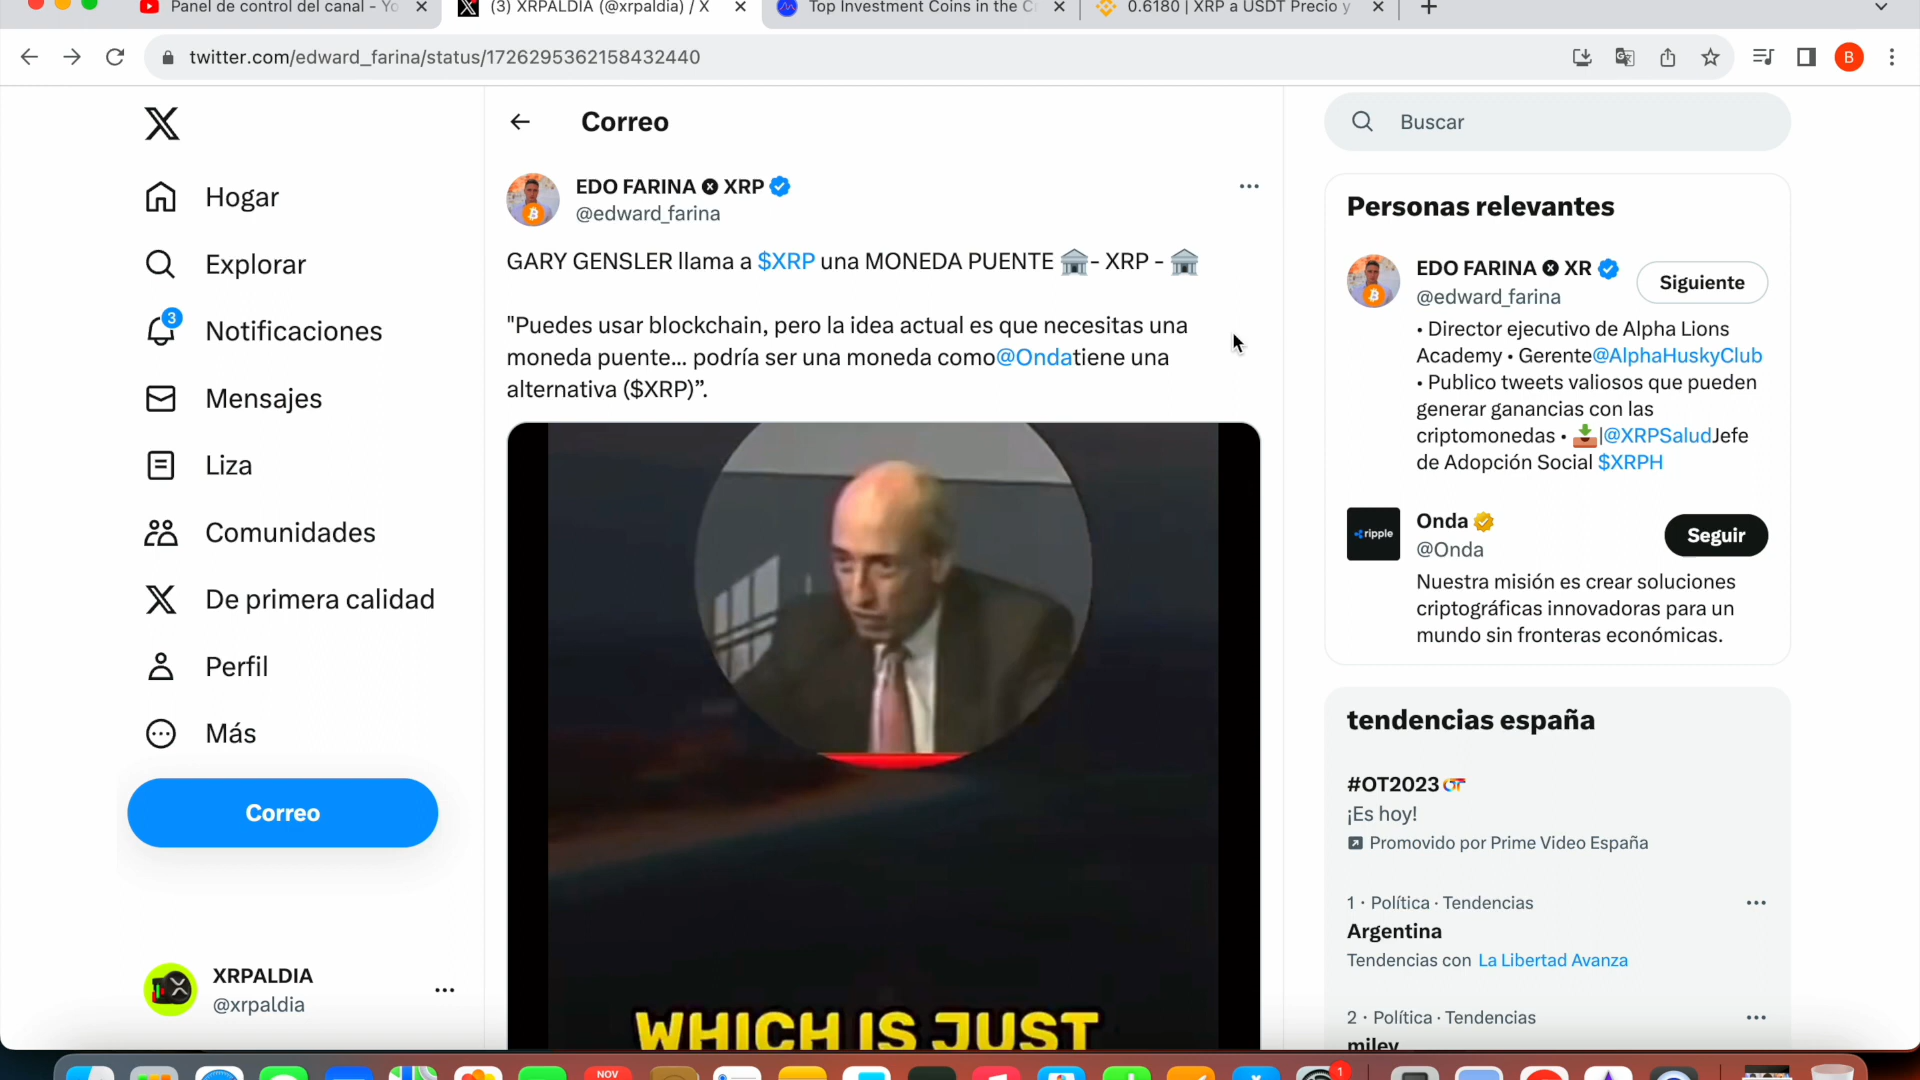 Panel de control del canal - Yo
(3) XRPALDIA (@xrpaldia) / X
Top Investment Coins in the C
0.6180 | XRP a USDT Precio y
twitter.com/edward_farina/status/1726295362158432440
B
Hogar
Explorar
3
Notificaciones
Mensajes
Liza
Comunidades
De primera calidad
Perfil
Más
Correo
XRPALDIA
@xrpaldia
Correo
EDO FARINA XRP
@edward_farina
GARY GENSLER llama a $XRP una MONEDA PUENTE 🏛️- XRP - 🏛️
"Puedes usar blockchain, pero la idea actual es que necesitas una
moneda puente... podría ser una moneda como@Ondatiene una
alternativa ($XRP)”.
WHICH IS JUST
Buscar
Personas relevantes
EDO FARINA XR
Siguiente
@edward_farina
• Director ejecutivo de Alpha Lions
Academy • Gerente@AlphaHuskyClub
• Publico tweets valiosos que pueden
generar ganancias con las
criptomonedas • 📥|@XRPSaludJefe
de Adopción Social $XRPH
ripple
Onda
@Onda
Seguir
Nuestra misión es crear soluciones
criptográficas innovadoras para un
mundo sin fronteras económicas.
tendencias españa
#OT2023
¡Es hoy!
Promovido por Prime Video España
1 · Política · Tendencias
Argentina
Tendencias con La Libertad Avanza
2 · Política · Tendencias
miley
NOV
1